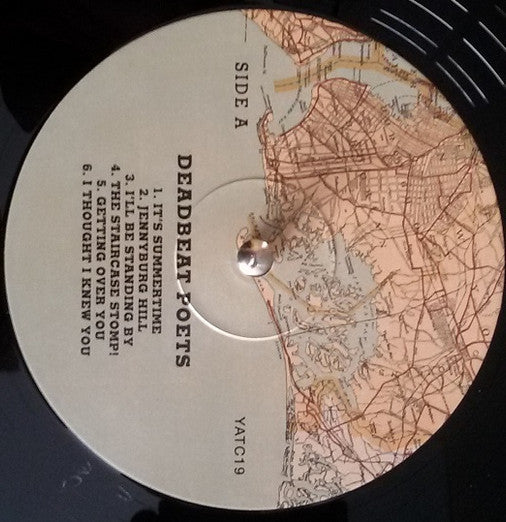 SIDE A
DEADBEAT POETS
1. IT'S SUMMERTIME
2. JENNYBURG HILL
3. I'LL BE STANDING BY
4. THE STAIRCASE STOMP!
5. GETTING OVER YOU
6. I THOUGHT I KNEW YOU
YATC19